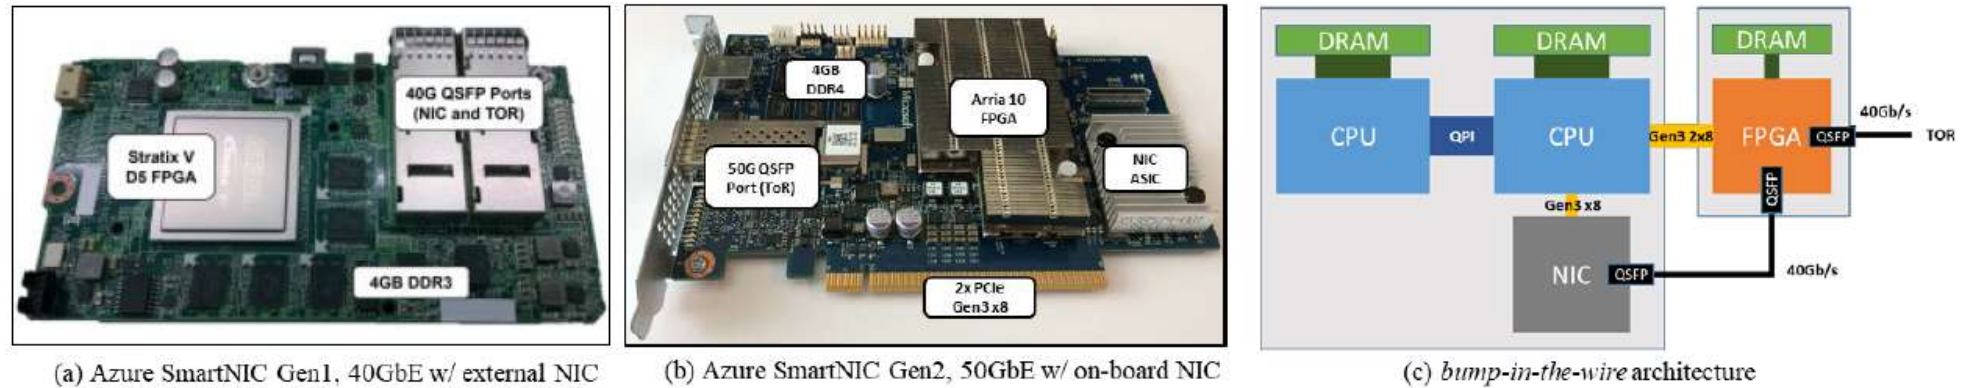 Stratix V
D5 FPGA
40G QSFP Ports
(NIC and TOR)
4GB DDR3
(a) Azure SmartNIC Gen1, 40GbE w/ external NIC
4GB
DDR4
Arria 10
FPGA
50G QSFP
Port (ToR)
NIC
ASIC
Microsoft
2x PCIe
Gen3 x8
(b) Azure SmartNIC Gen2, 50GbE w/ on-board NIC
DRAM
DRAM
DRAM
CPU
QPI
CPU
Gen3 2x8
FPGA
QSFP
40Gb/s
TOR
QSFP
Gen3 x8
NIC
QSFP
40Gb/s
(c) bump-in-the-wire architecture